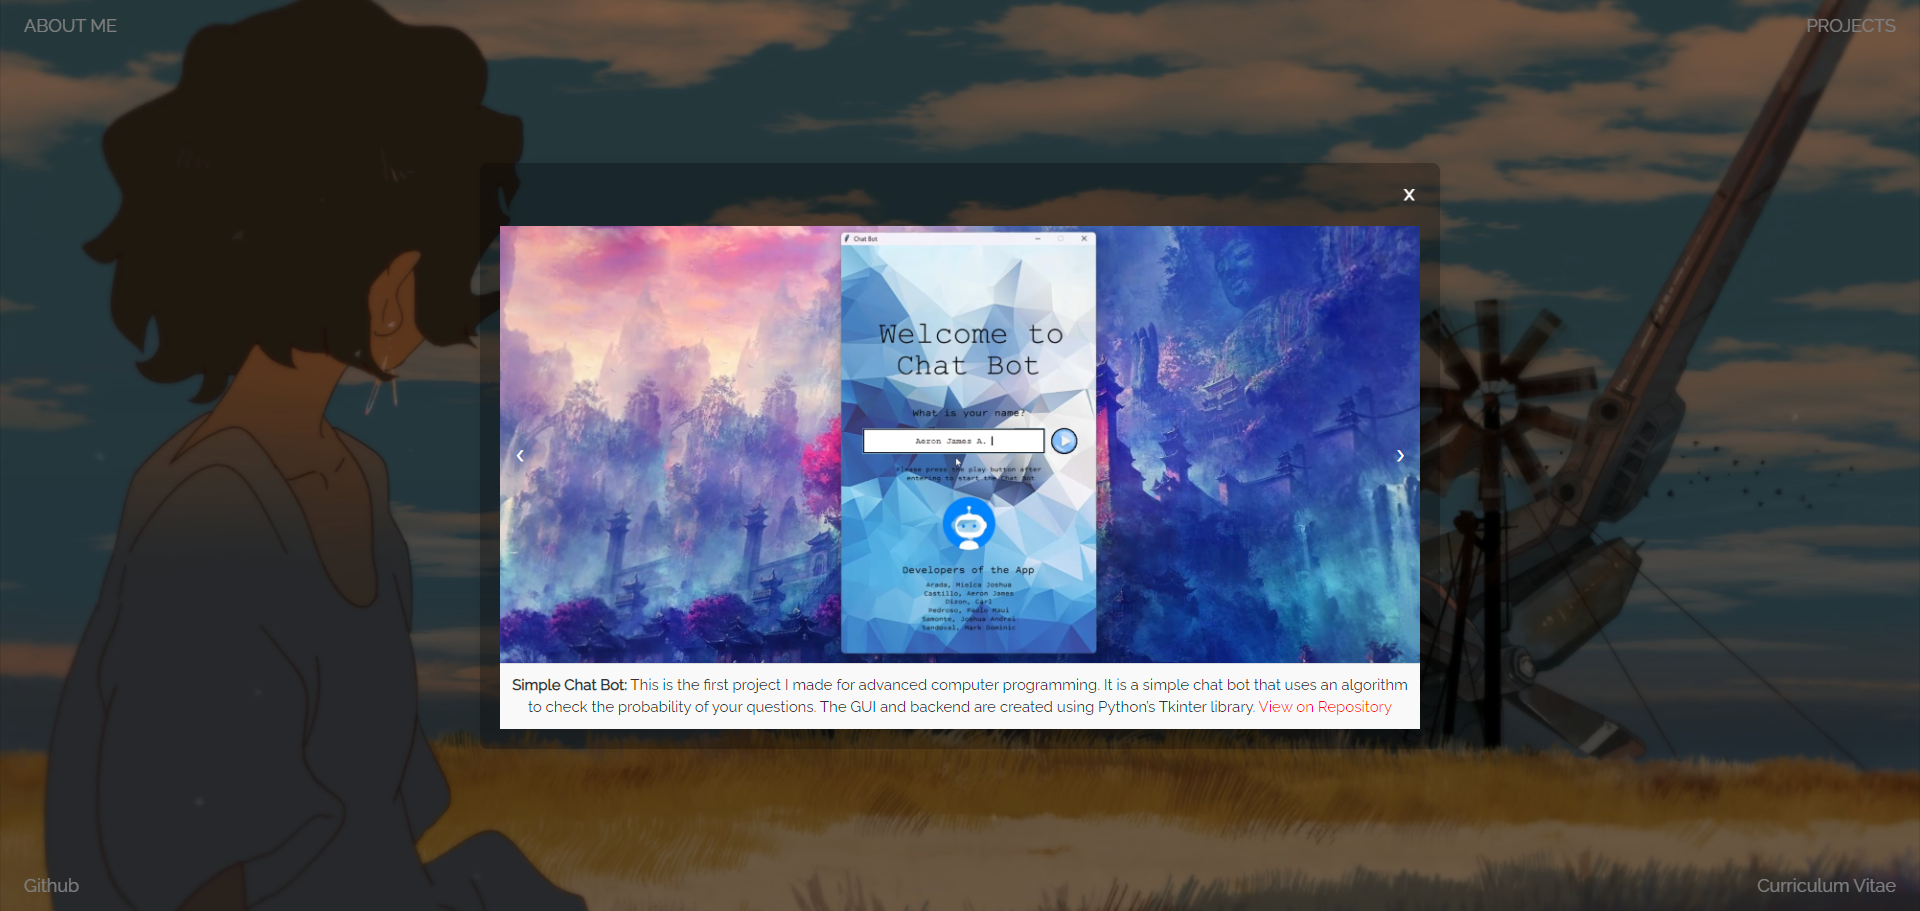 ABOUT ME
PROJECTS
X
Chat Bot
Welcome to
Chat Bot
What is your name?
Aeron James A.
Please press the play button after
entering to start the Chat Bot
Developers of the App
Arada, Mielca Joshua
Castillo, Aeron James
Dizon, Carl
Pedroso, Pedlo Maui
Samonte, Joshua Andrei
Sandoval, Mark Dominic
Simple Chat Bot: This is the first project I made for advanced computer programming. It is a simple chat bot that uses an algorithm
to check the probability of your questions. The GUI and backend are created using Python’s Tkinter library. View on Repository
Github
Curriculum Vitae